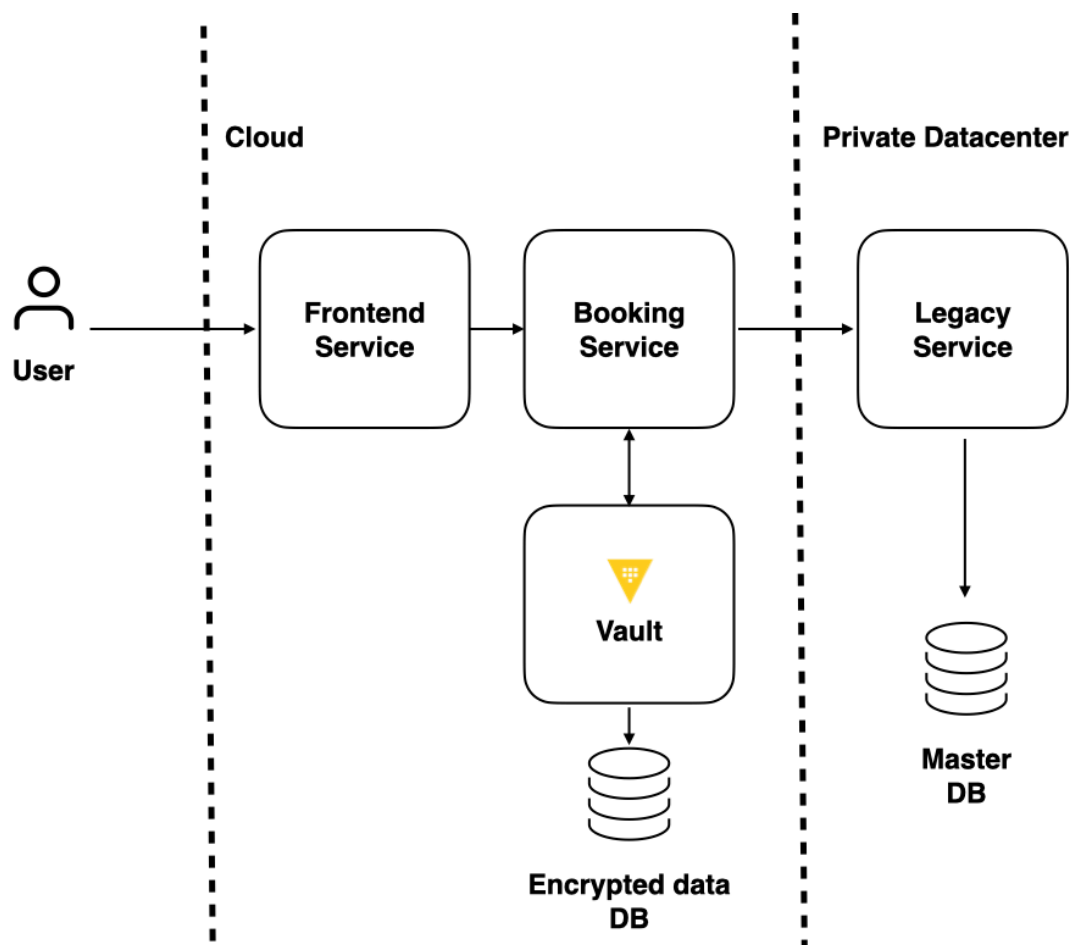 Cloud
Private Datacenter
User
Frontend
Service
Booking
Service
Legacy
Service
Vault
Master
DB
Encrypted data
DB